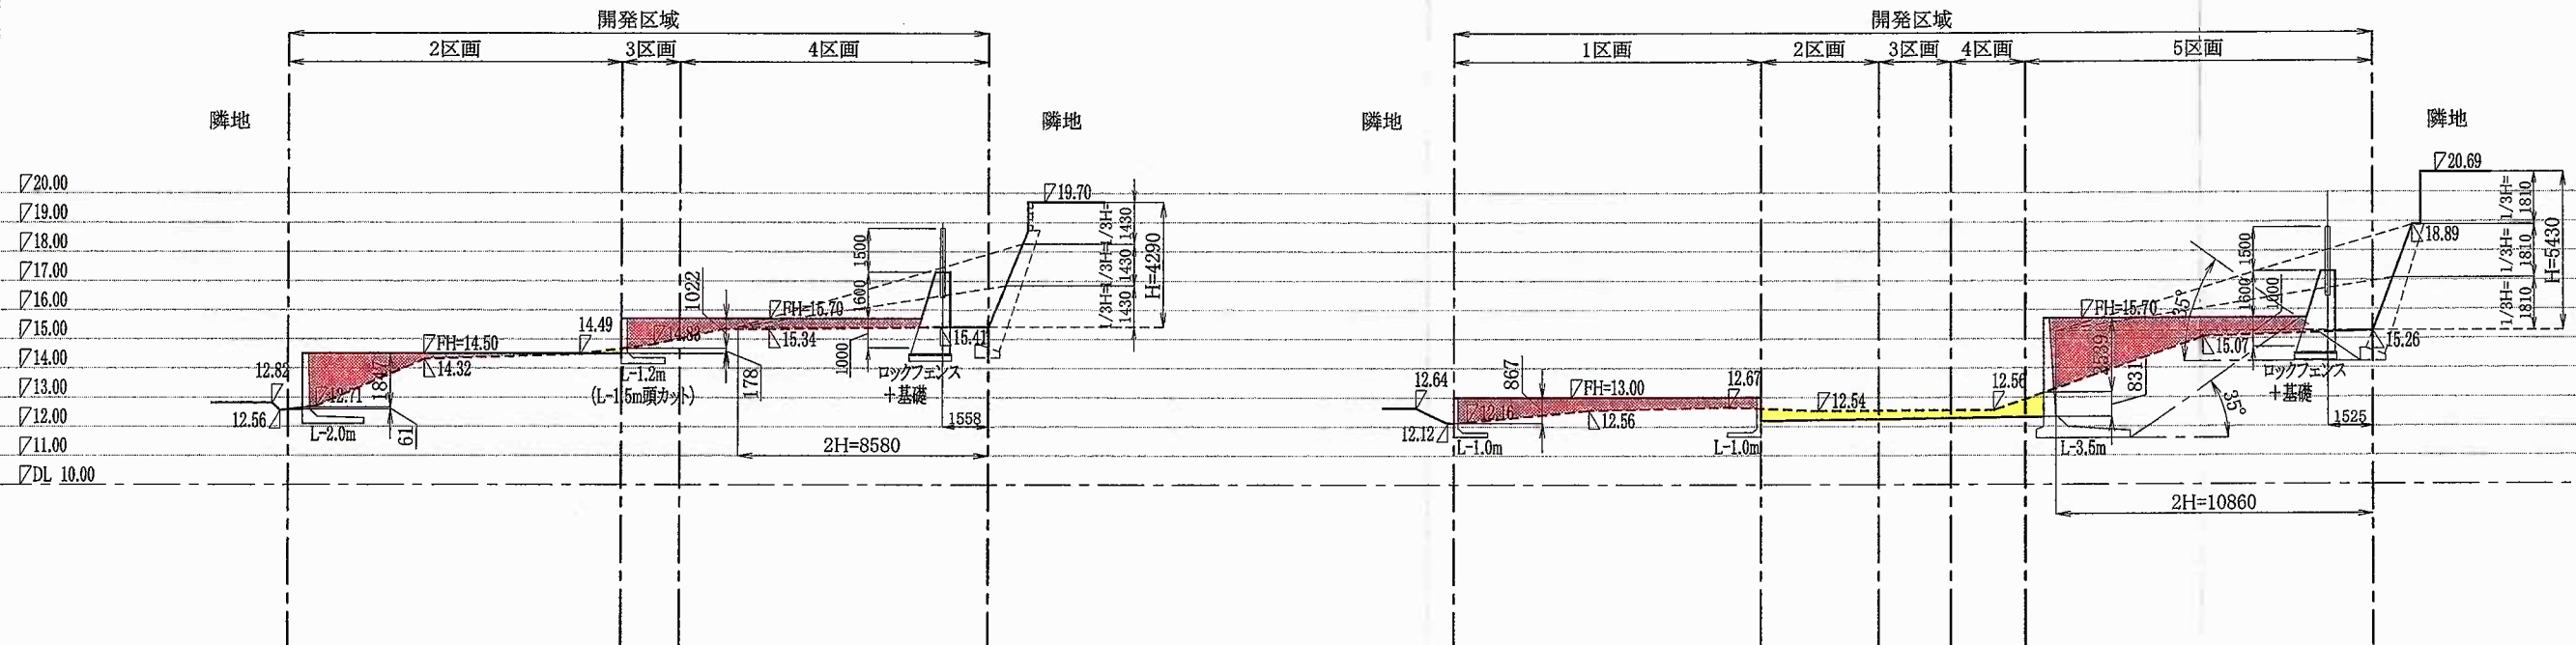 開発区域
2区画
3区画
4区画
隣地
隣地
20.00
19.00
18.00
17.00
16.00
15.00
14.00
13.00
12.00
11.00
DL 10.00
12.82
12.56
12.71
1847
61
L-2.0m
FH=14.50
14.32
14.49
1022
14.88
L-1.2m
(L-1.5m頭カット)
178
FH=15.70
15.34
1500
1600
1000
ロックフェンス
+基礎
15.41
1558
2H=8580
19.70
1/3H=1430
1/3H=1430
1/3H=1430
H=4290
開発区域
1区画
2区画
3区画
4区画
5区画
隣地
隣地
12.64
12.12
12.16
L-1.0m
867
FH=13.00
12.56
12.67
L-1.0m
12.54
12.56
FH=15.70
831
L-3.5m
35°
35°
15.07
1500
1600
1000
ロックフェンス
+基礎
15.26
1525
2H=10860
18.89
20.69
1/3H=1810
1/3H=1810
1/3H=1810
H=5430